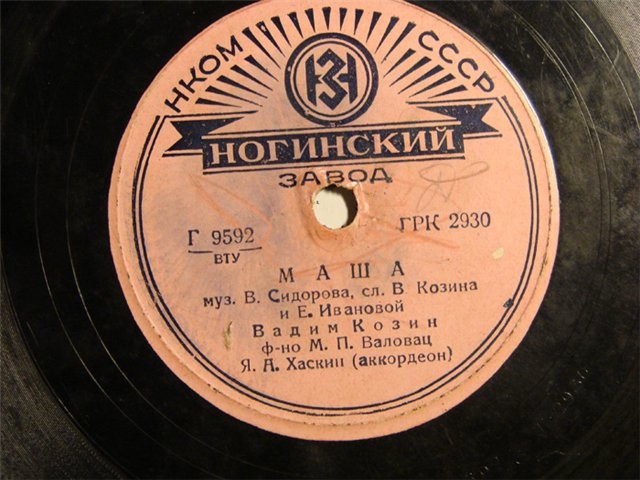 НКОМ СССР
НЗ
НОГИНСКИЙ
ЗАВОД
Г 9592
ВТУ
ГРК 2930
МАША
муз. В. Сидорова, сл. В Козина
и Е. Ивановой
Вадим Козин
ф-но М. П. Валовац
Я. А. Хаскин (аккордеон)